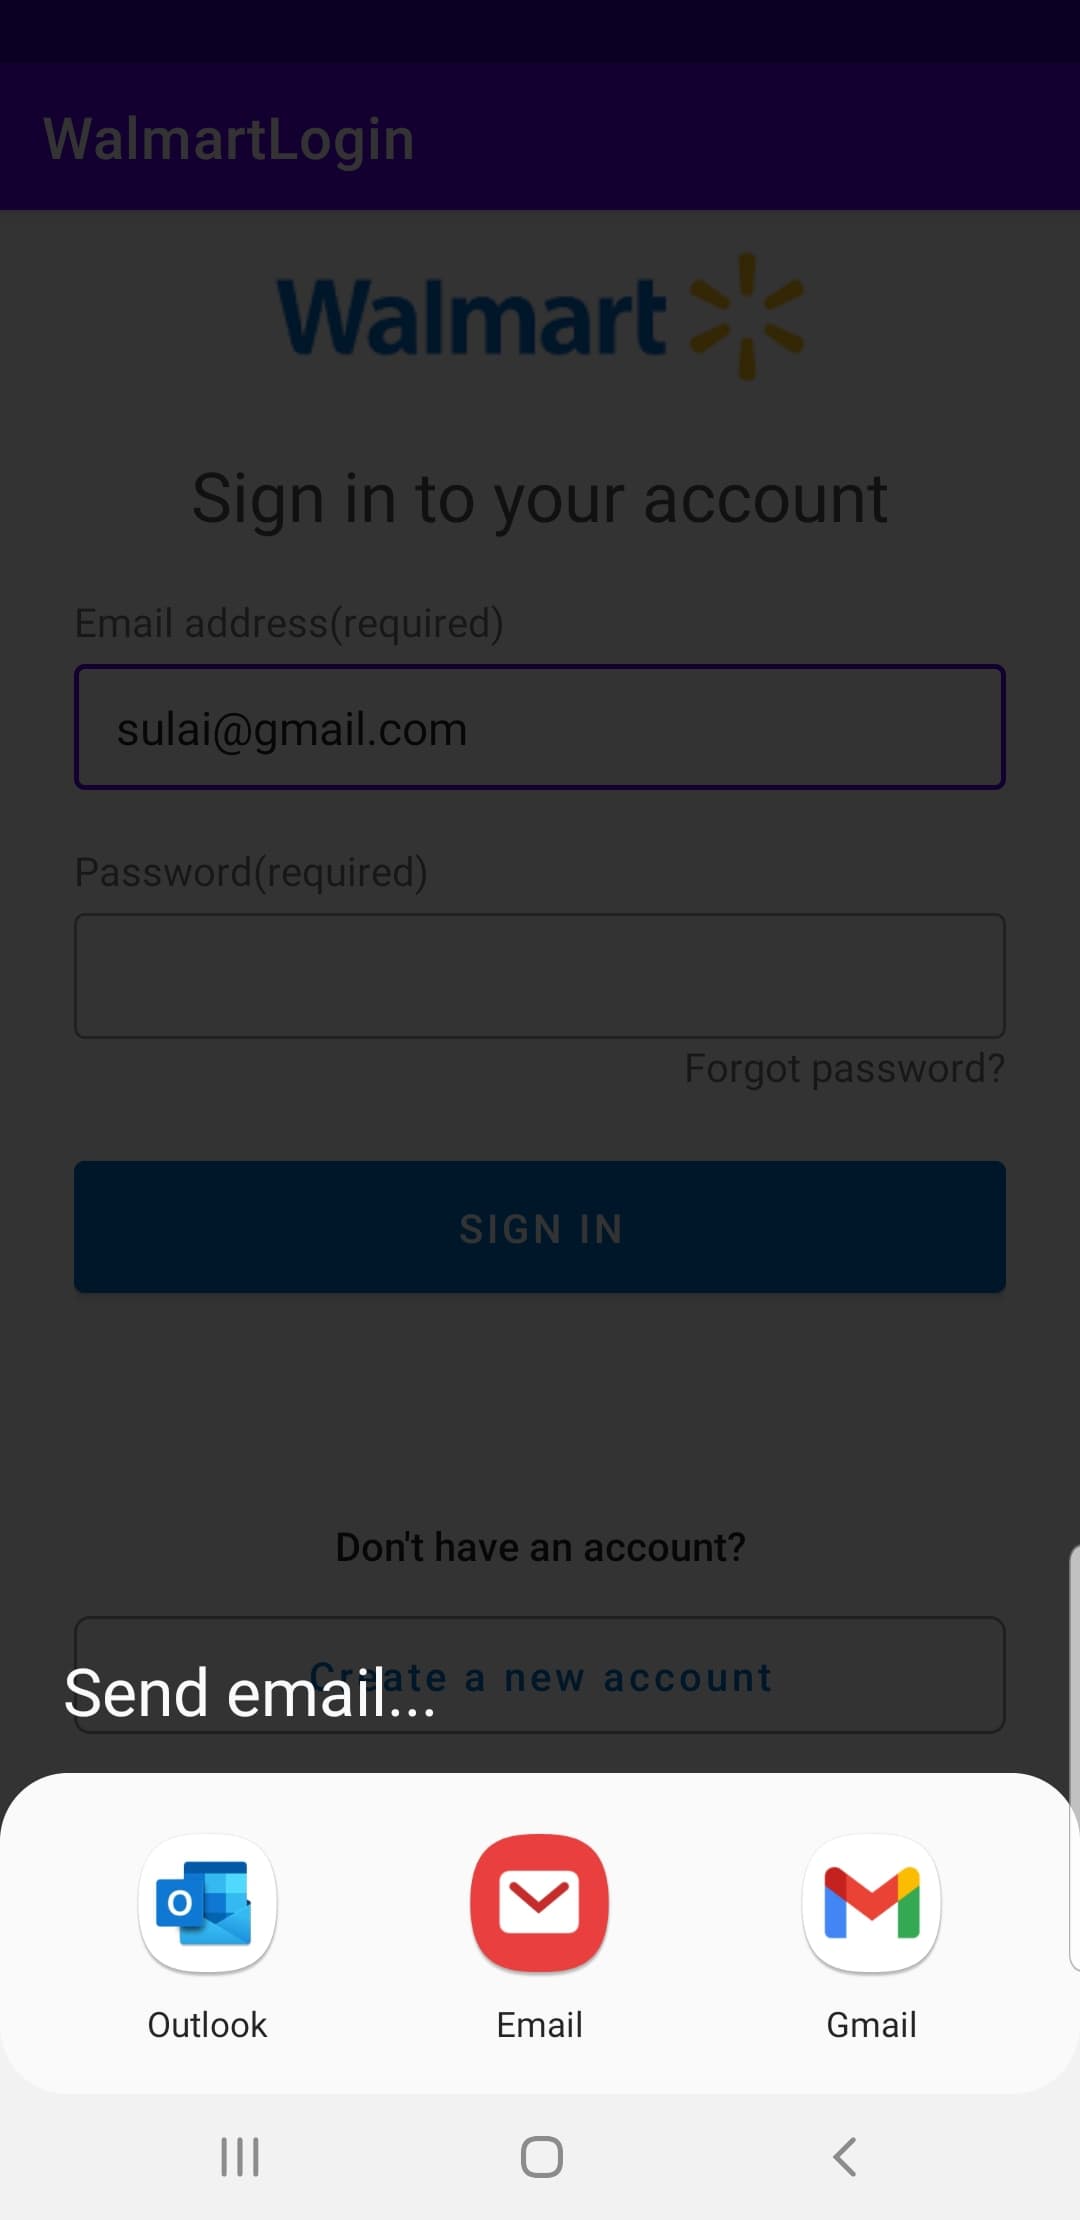 WalmartLogin
Walmart
Sign in to your account
Email address(required)
sulai@gmail.com
Password(required)
Forgot password?
SIGN IN
Don't have an account?
Create a new account
Send email...
Outlook
Email
Gmail